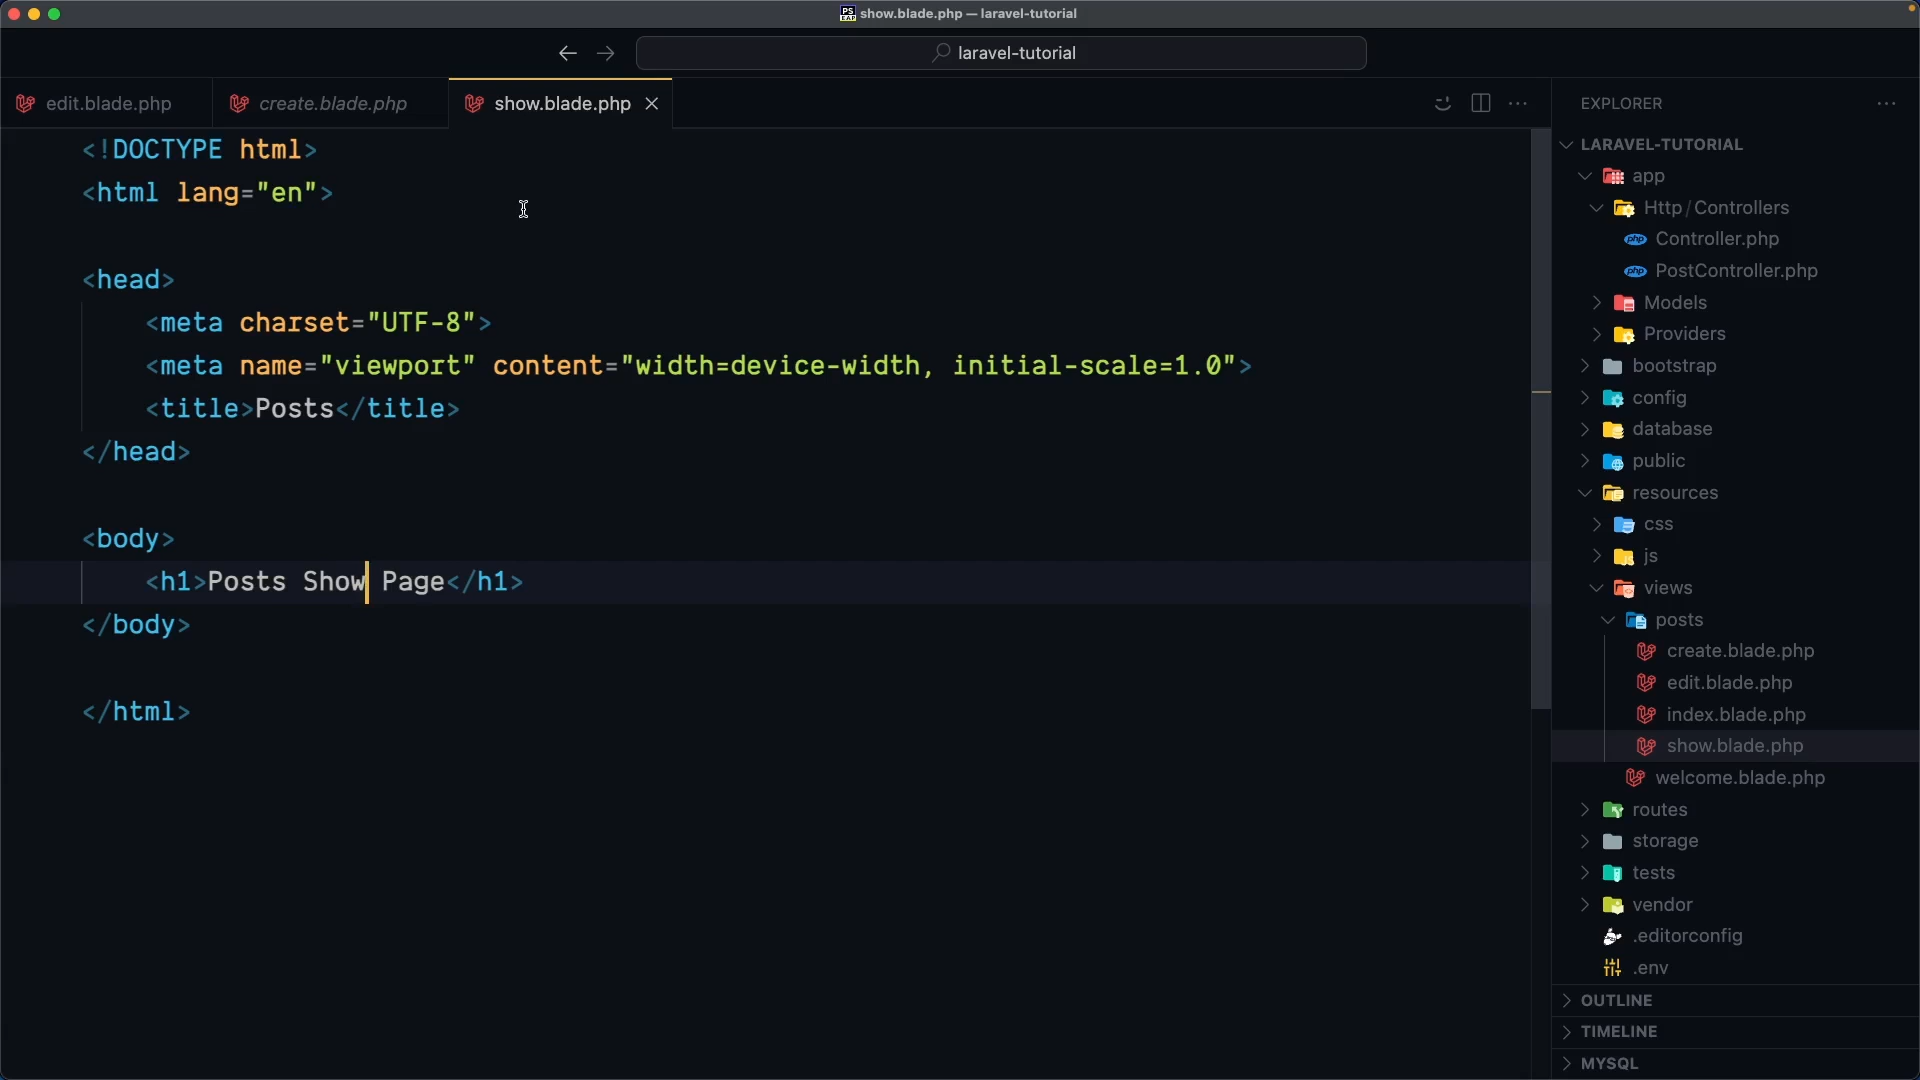 show.blade.php — laravel-tutorial
laravel-tutorial
edit.blade.php
create.blade.php
show.blade.php
<!DOCTYPE html>
<html lang="en">
<head>
<meta charset="UTF-8">
<meta name="viewport" content="width=device-width, initial-scale=1.0">
<title>Posts</title>
</head>
<body>
<h1>Posts Show Page</h1>
</body>
</html>
EXPLORER
LARAVEL-TUTORIAL
app
Http / Controllers
php Controller.php
php PostController.php
Models
Providers
bootstrap
config
database
public
resources
css
js
views
posts
create.blade.php
edit.blade.php
index.blade.php
show.blade.php
welcome.blade.php
routes
storage
tests
vendor
.editorconfig
.env
OUTLINE
TIMELINE
MYSQL